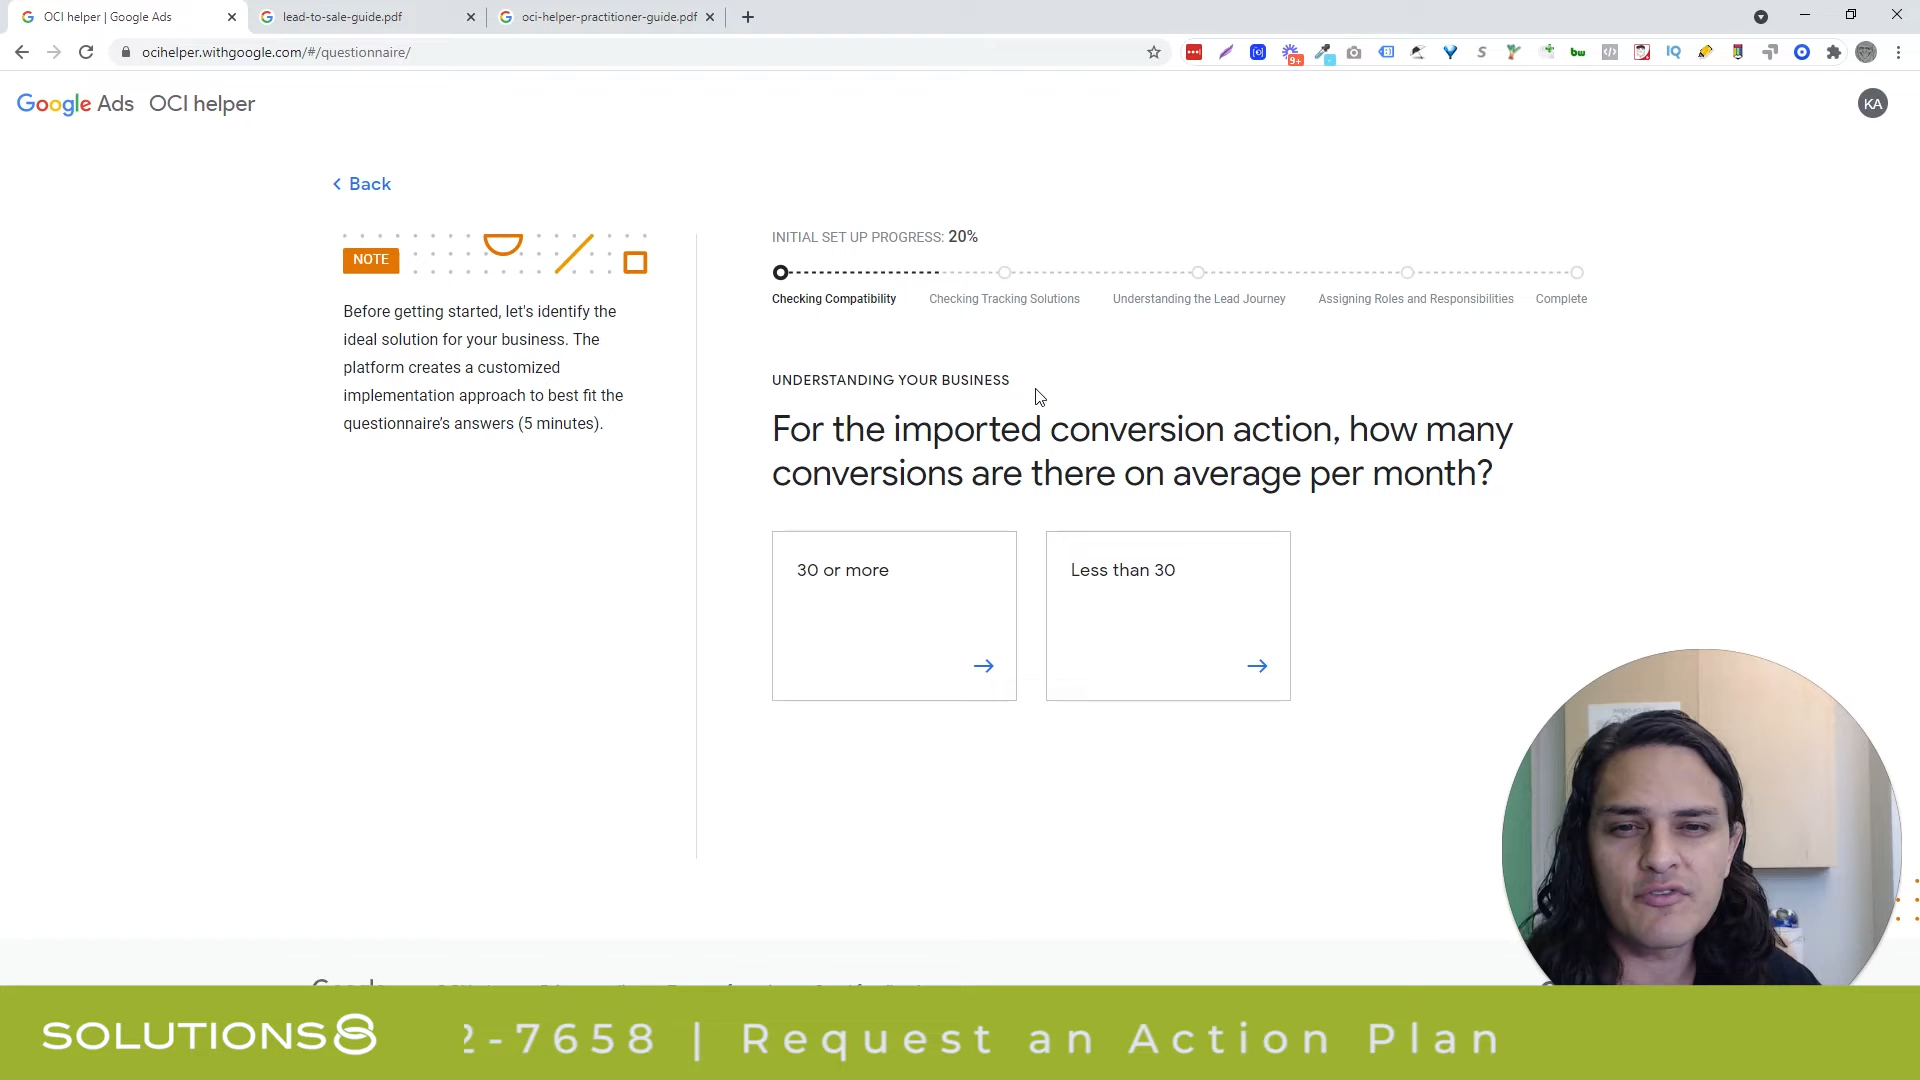 OCI helper | Google Ads
lead-to-sale-guide.pdf
oci-helper-practitioner-guide.pdf
ocihelper.withgoogle.com/#/questionnaire/
9+
S
bw
IQ
Google Ads OCI helper
KA
Back
NOTE
Before getting started, let's identify the
ideal solution for your business. The
platform creates a customized
implementation approach to best fit the
questionnaire's answers (5 minutes).
INITIAL SET UP PROGRESS: 20%
Checking Compatibility
Checking Tracking Solutions
Understanding the Lead Journey
Assigning Roles and Responsibilities
Complete
UNDERSTANDING YOUR BUSINESS
For the imported conversion action, how many
conversions are there on average per month?
30 or more
Less than 30
SOLUTIONS8
2-7658 | Request an Action Plan